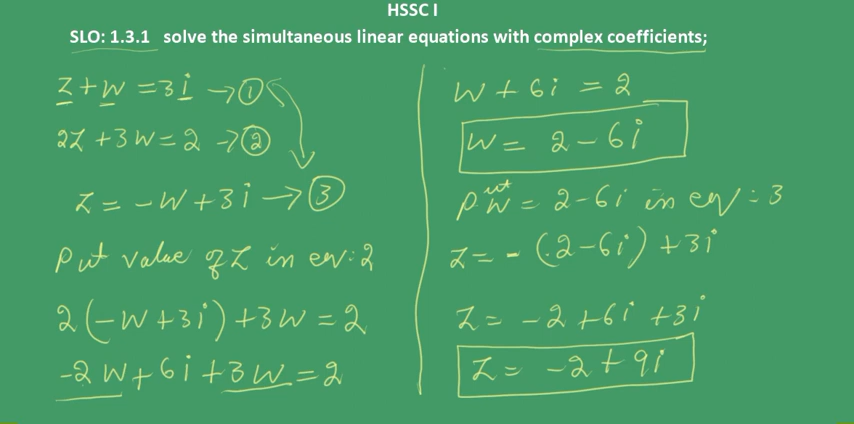 HSSC I
SLO: 1.3.1 solve the simultaneous linear equations with complex coefficients;
Z + W = 3i → ①
2Z + 3W = 2 → ②
Z = -W + 3i → ③
Put value of Z in eq: 2
2(-W + 3i) + 3W = 2
-2W + 6i + 3W = 2
W + 6i = 2
W = 2 - 6i
Put W = 2 - 6i in eq: 3
Z = - (2 - 6i) + 3i
Z = -2 + 6i + 3i
Z = -2 + 9i